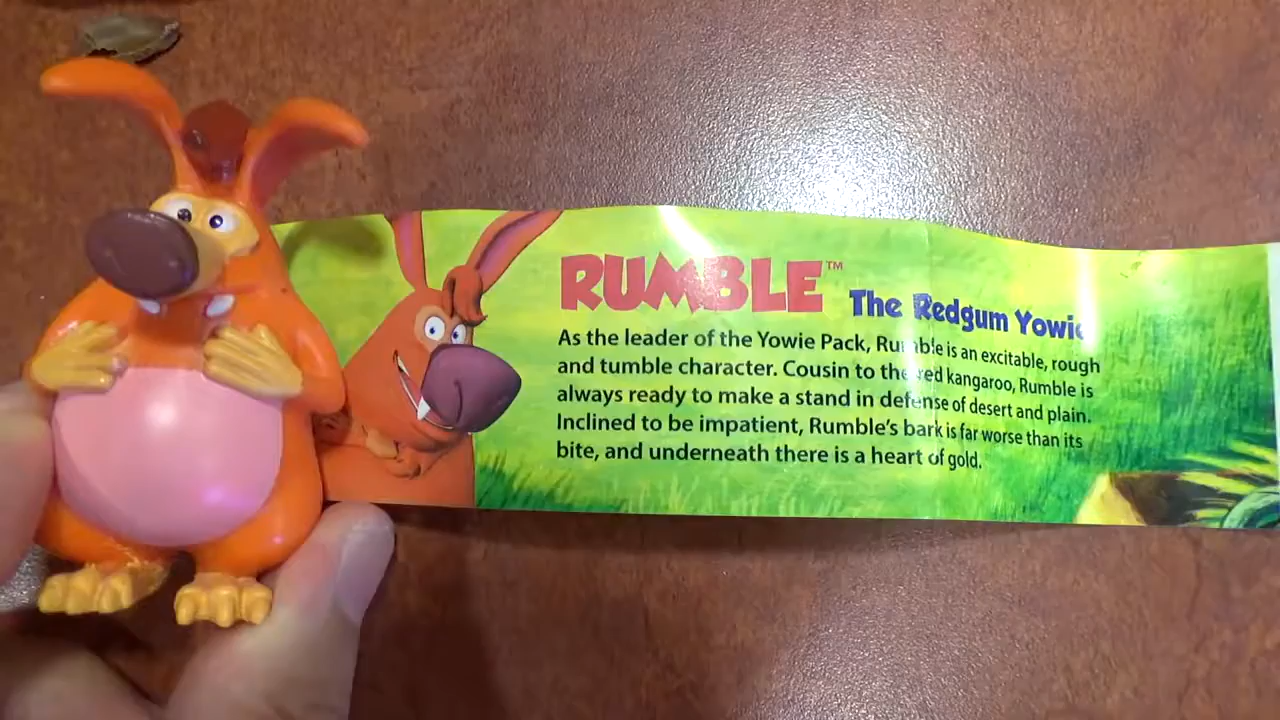 RUMBLE™ The Redgum Yowie
As the leader of the Yowie Pack, Rumble is an excitable, rough
and tumble character. Cousin to the red kangaroo, Rumble is
always ready to make a stand in defense of desert and plain.
Inclined to be impatient, Rumble's bark is far worse than its
bite, and underneath there is a heart of gold.